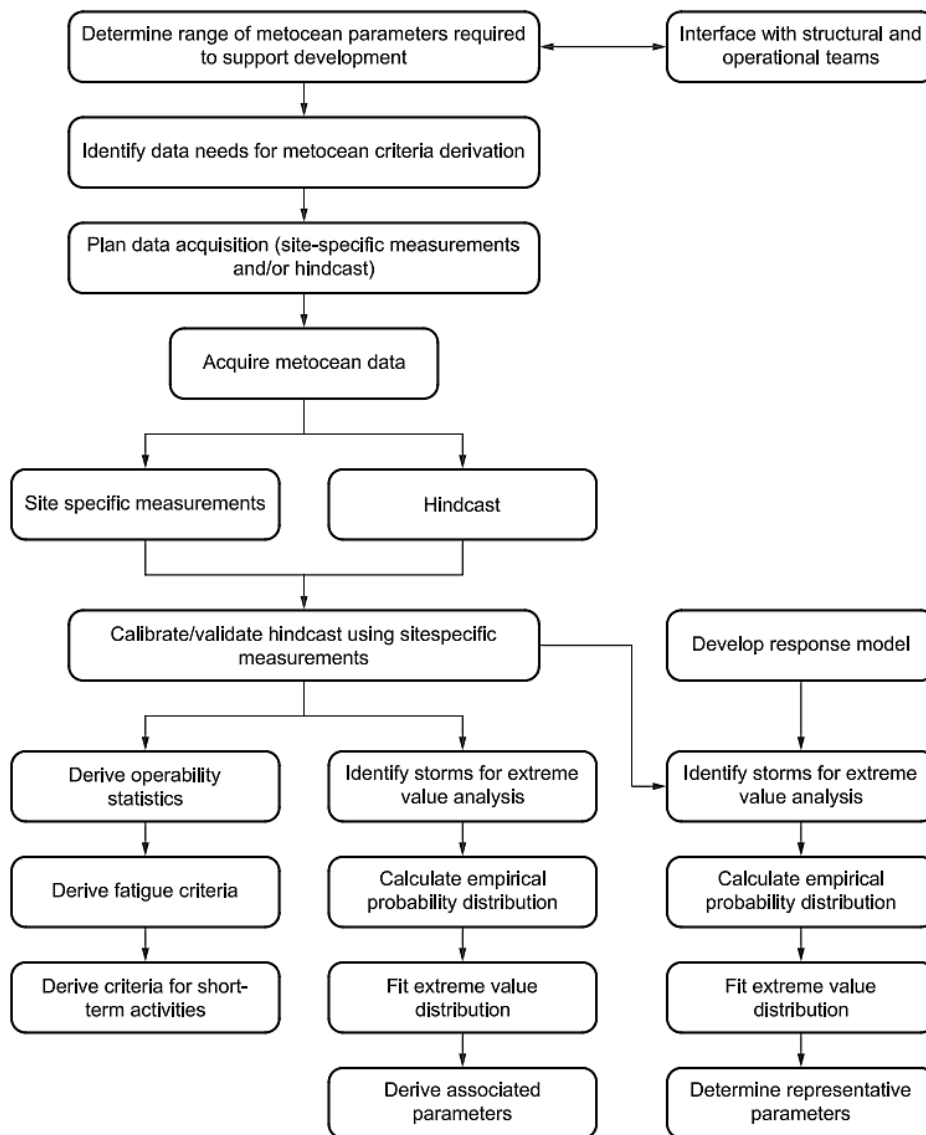 Determine range of metocean parameters required
to support development
Interface with structural and
operational teams
Identify data needs for metocean criteria derivation
Plan data acquisition (site-specific measurements
and/or hindcast)
Acquire metocean data
Site specific measurements
Hindcast
Calibrate/validate hindcast using sitespecific
measurements
Develop response model
Derive operability
statistics
Identify storms for extreme
value analysis
Identify storms for extreme
value analysis
Derive fatigue criteria
Calculate empirical
probability distribution
Calculate empirical
probability distribution
Derive criteria for short-
term activities
Fit extreme value
distribution
Fit extreme value
distribution
Derive associated
parameters
Determine representative
parameters